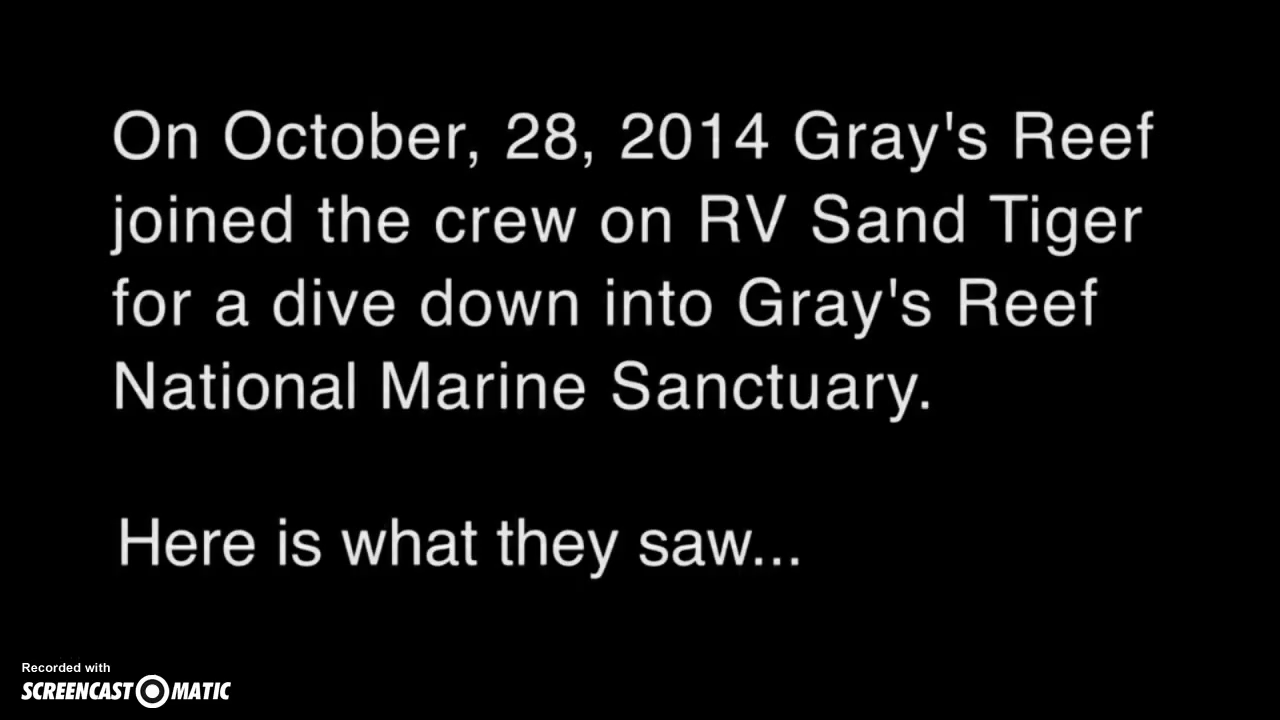 On October, 28, 2014 Gray's Reef
joined the crew on RV Sand Tiger
for a dive down into Gray's Reef
National Marine Sanctuary.
Here is what they saw...
Recorded with
SCREENCAST MATIC